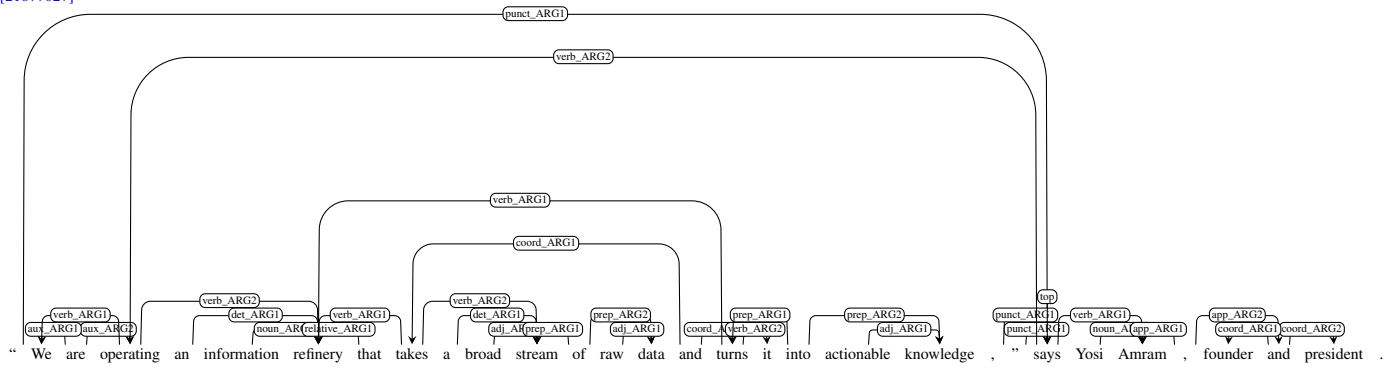 punct_ARG1
verb_ARG2
verb_ARG1
coord_ARG1
top
verb_ARG2 verb_ARG2
verb_ARG1 det_ARG1 verb_ARG1 det_ARG1 prep_ARG2 prep_ARG1 prep_ARG2 punct_ARG1 verb_ARG1 app_ARG2
aux_ARG1 aux_ARG2 relative_ARG1 prep_ARG1 adj_ARG1 verb_ARG2 adj_ARG1 punct_ARG1 app_ARG1 coord_ARG1 coord_ARG2
“ We are operating an information refinery that takes a broad stream of raw data and turns it into actionable knowledge , ” says Yosi Amram , founder and president .